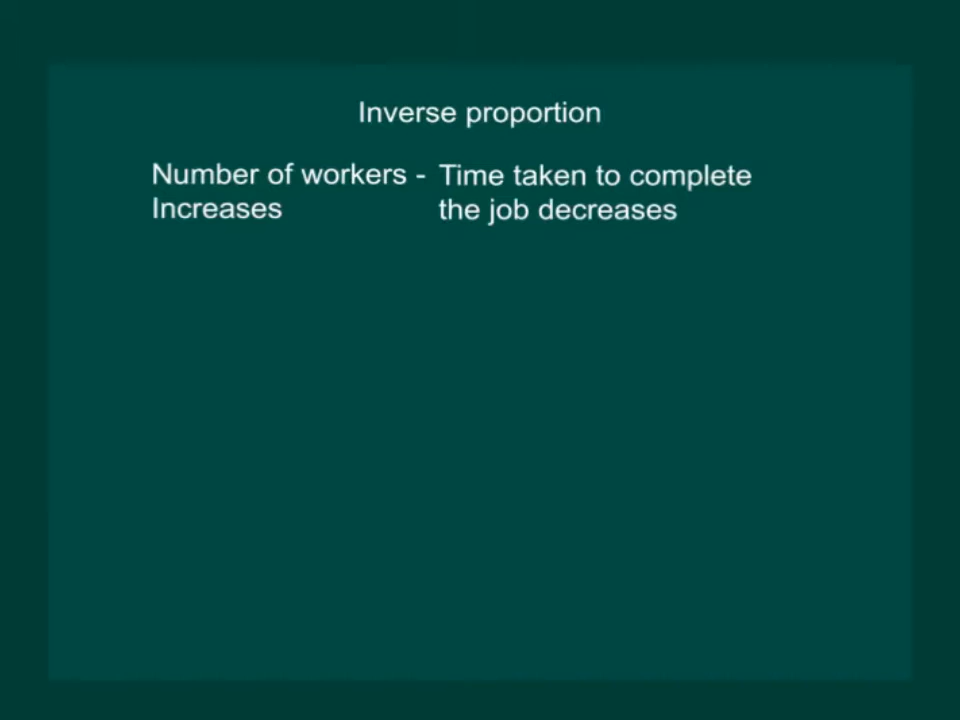 Inverse proportion
Number of workers - Time taken to complete
Increases the job decreases